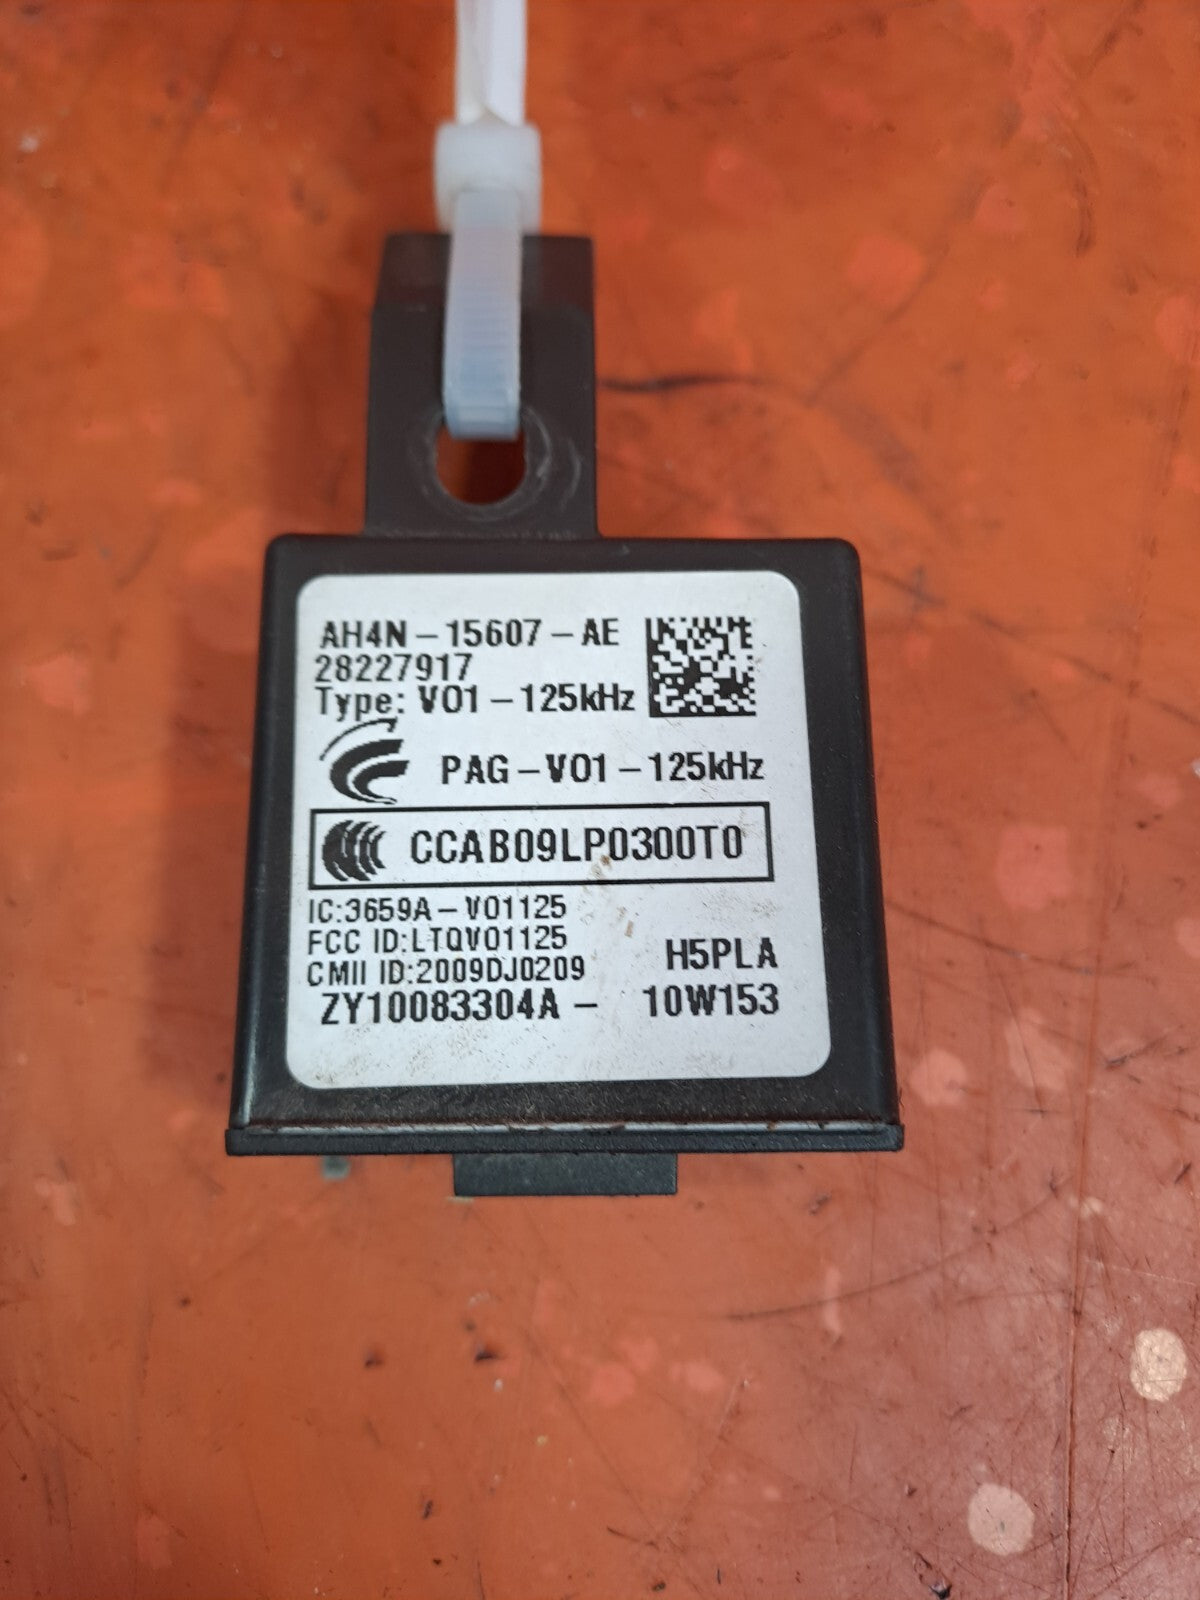 AH4N-15607-AE
28227917
Type: V01-125kHz
PAG-V01-125kHz
CCAB09LP0300T0
IC:3659A-V01125
FCC ID:LTQV01125
CMII ID:2009DJ0209
H5PLA
ZY10083304A- 10W153